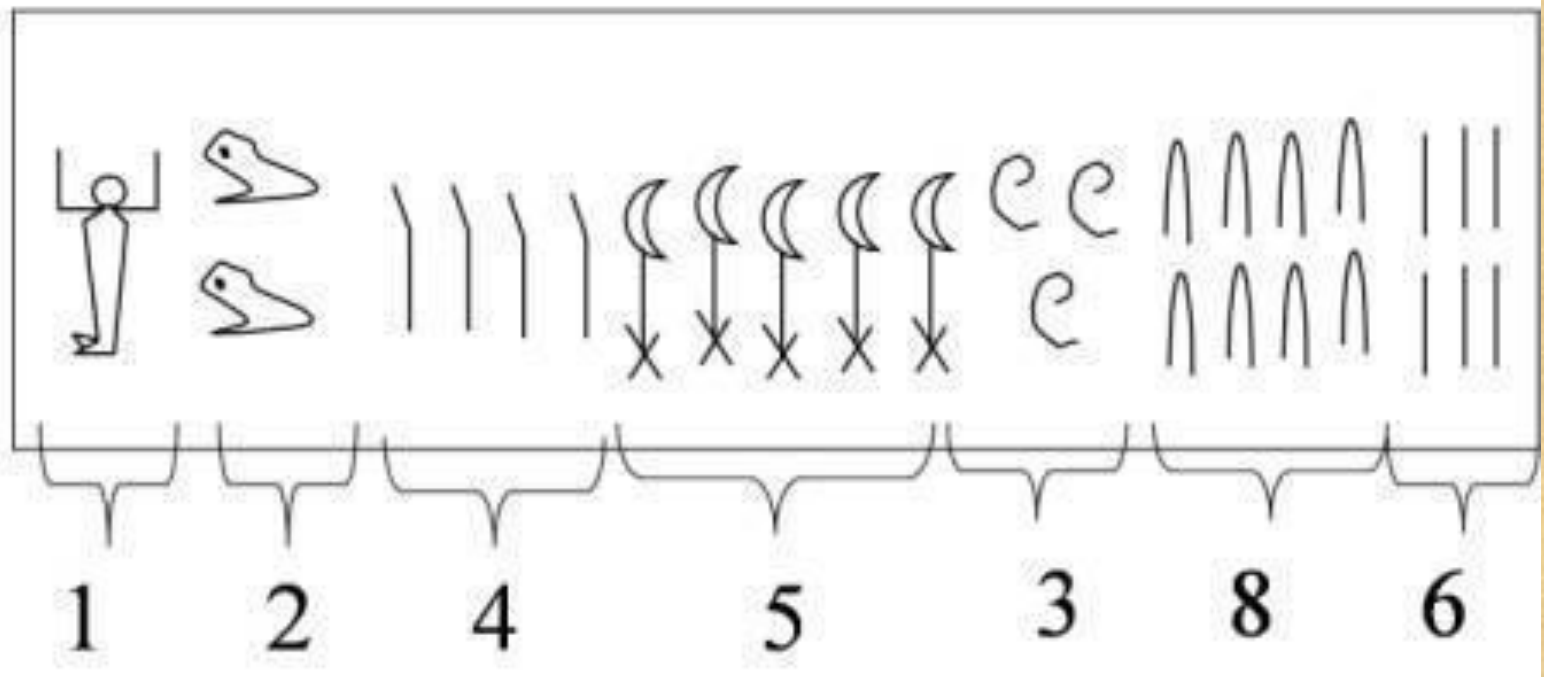 𓁨 𓆐 𓆐 𓂭 𓂭 𓂭 𓂭 𓆼 𓆼 𓆼 𓆼 𓆼 𓍢 𓍢 𓍢 𓎆 𓎆 𓎆 𓎆 𓎆 𓎆 𓎆 𓎆 𓏤 𓏤 𓏤 𓏤 𓏤 𓏤
1 2 4 5 3 8 6